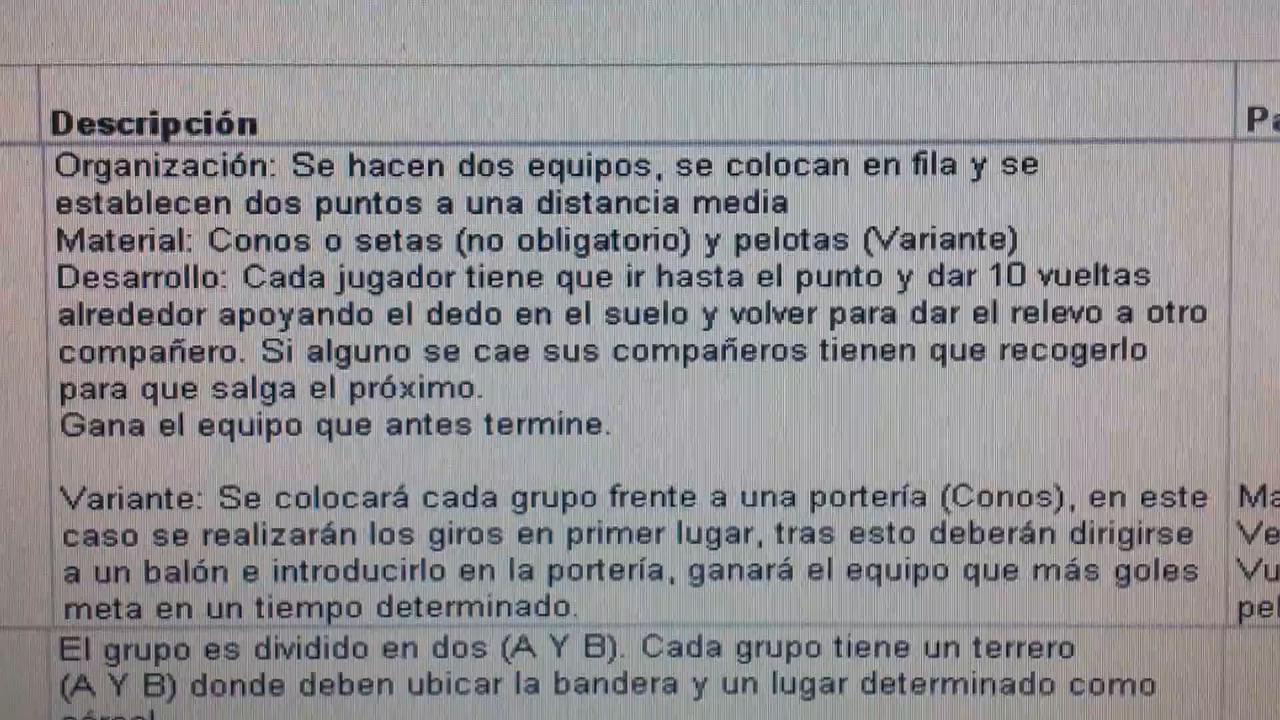 Descripción
Organización: Se hacen dos equipos, se colocan en fila y se
establecen dos puntos a una distancia media
Material: Conos o setas (no obligatorio) y pelotas (Variante)
Desarrollo: Cada jugador tiene que ir hasta el punto y dar 10 vueltas
alrededor apoyando el dedo en el suelo y volver para dar el relevo a otro
compañero. Si alguno se cae sus compañeros tienen que recogerlo
para que salga el próximo.
Gana el equipo que antes termine.
Variante: Se colocará cada grupo frente a una portería (Conos), en este
caso se realizarán los giros en primer lugar, tras esto deberán dirigirse
a un balón e introducirlo en la portería, ganará el equipo que más goles
meta en un tiempo determinado.
El grupo es dividido en dos (A Y B). Cada grupo tiene un terrero
(A Y B) donde deben ubicar la bandera y un lugar determinado como